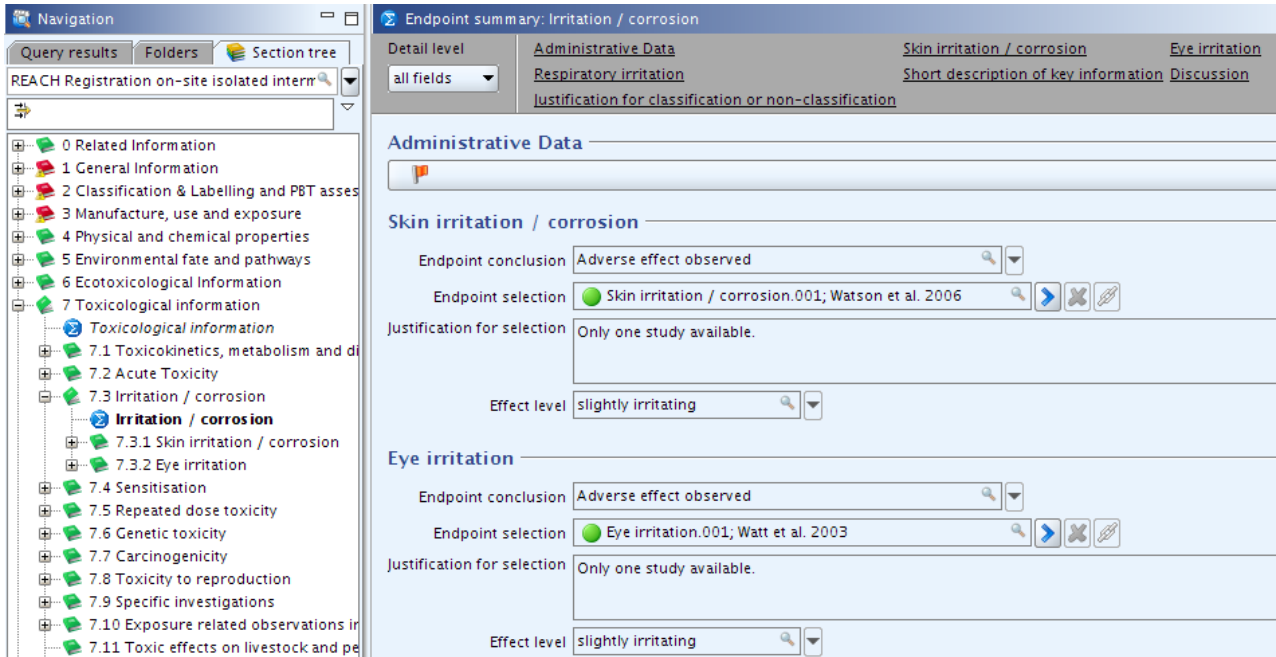 Navigation
Query results Folders Section tree
REACH Registration on-site isolated interm
0 Related Information
1 General Information
2 Classification & Labelling and PBT asses
3 Manufacture, use and exposure
4 Physical and chemical properties
5 Environmental fate and pathways
6 Ecotoxicological Information
7 Toxicological information
Toxicological information
7.1 Toxicokinetics, metabolism and di
7.2 Acute Toxicity
7.3 Irritation / corrosion
Irritation / corrosion
7.3.1 Skin irritation / corrosion
7.3.2 Eye irritation
7.4 Sensitisation
7.5 Repeated dose toxicity
7.6 Genetic toxicity
7.7 Carcinogenicity
7.8 Toxicity to reproduction
7.9 Specific investigations
7.10 Exposure related observations in
7.11 Toxic effects on livestock and pe
Endpoint summary: Irritation / corrosion
Detail level
all fields
Administrative Data Skin irritation / corrosion Eye irritation
Respiratory irritation Short description of key information Discussion
Justification for classification or non-classification
Administrative Data
Skin irritation / corrosion
Endpoint conclusion Adverse effect observed
Endpoint selection Skin irritation / corrosion.001; Watson et al. 2006
Justification for selection Only one study available.
Effect level slightly irritating
Eye irritation
Endpoint conclusion Adverse effect observed
Endpoint selection Eye irritation.001; Watt et al. 2003
Justification for selection Only one study available.
Effect level slightly irritating